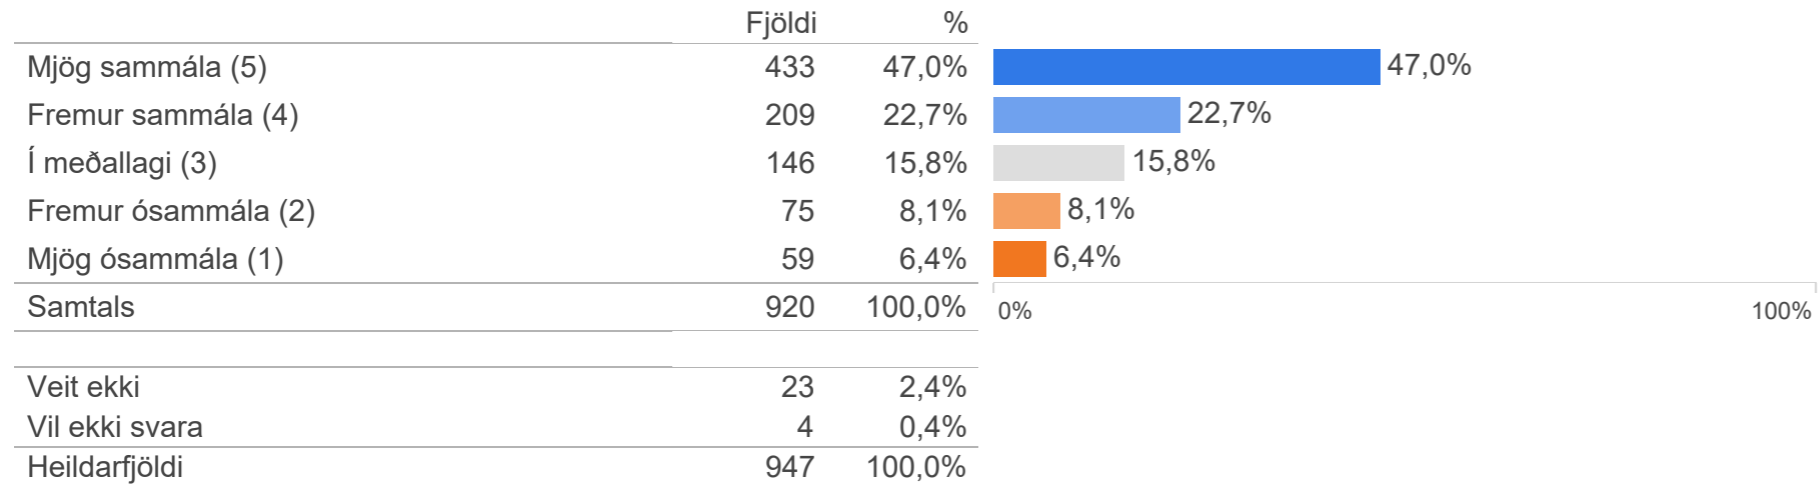 Fjöldi %
Mjög sammála (5) 433 47,0% 47,0%
Fremur sammála (4) 209 22,7% 22,7%
Í meðallagi (3) 146 15,8% 15,8%
Fremur ósammála (2) 75 8,1% 8,1%
Mjög ósammála (1) 59 6,4% 6,4%
Samtals 920 100,0% 0% 100%
Veit ekki 23 2,4%
Vil ekki svara 4 0,4%
Heildarfjöldi 947 100,0%